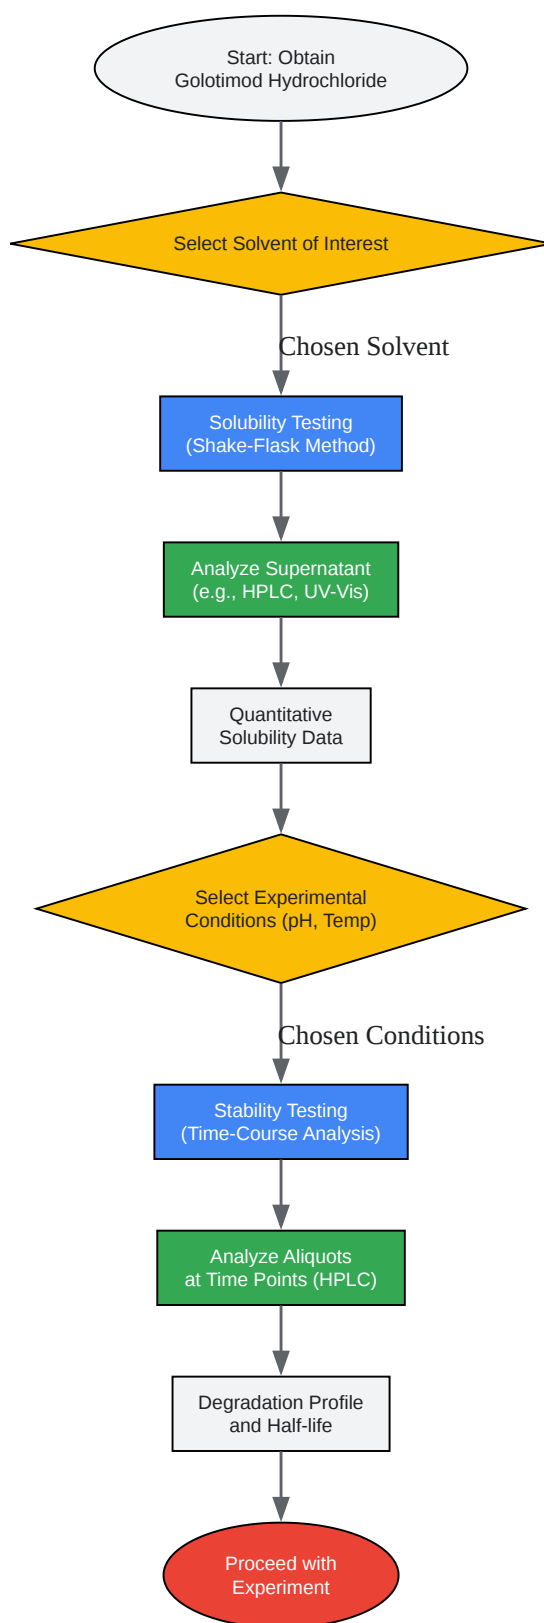 Start: Obtain
Golotimod Hydrochloride
Select Solvent of Interest
Chosen Solvent
Solubility Testing
(Shake-Flask Method)
Analyze Supernatant
(e.g., HPLC, UV-Vis)
Quantitative
Solubility Data
Select Experimental
Conditions (pH, Temp)
Chosen Conditions
Stability Testing
(Time-Course Analysis)
Analyze Aliquots
at Time Points (HPLC)
Degradation Profile
and Half-life
Proceed with
Experiment